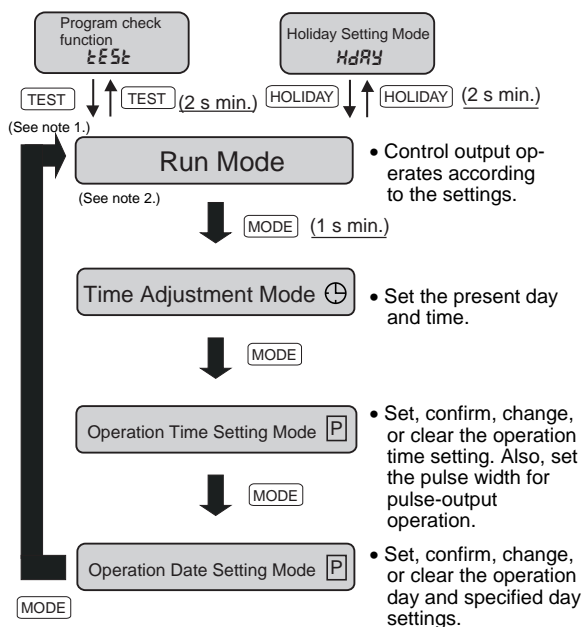 Program check
function
tESt
Holiday Setting Mode
HdAY
TEST
TEST
(2 s min.)
HOLIDAY
HOLIDAY
(2 s min.)
(See note 1.)
Run Mode
• Control output op-
erates according
to the settings.
(See note 2.)
MODE
(1 s min.)
Time Adjustment Mode
• Set the present day
and time.
MODE
Operation Time Setting Mode P
• Set, confirm, change,
or clear the operation
time setting. Also, set
the pulse width for
pulse-output
operation.
MODE
Operation Date Setting Mode P
• Set, confirm, change,
or clear the operation
day and specified day
settings.
MODE